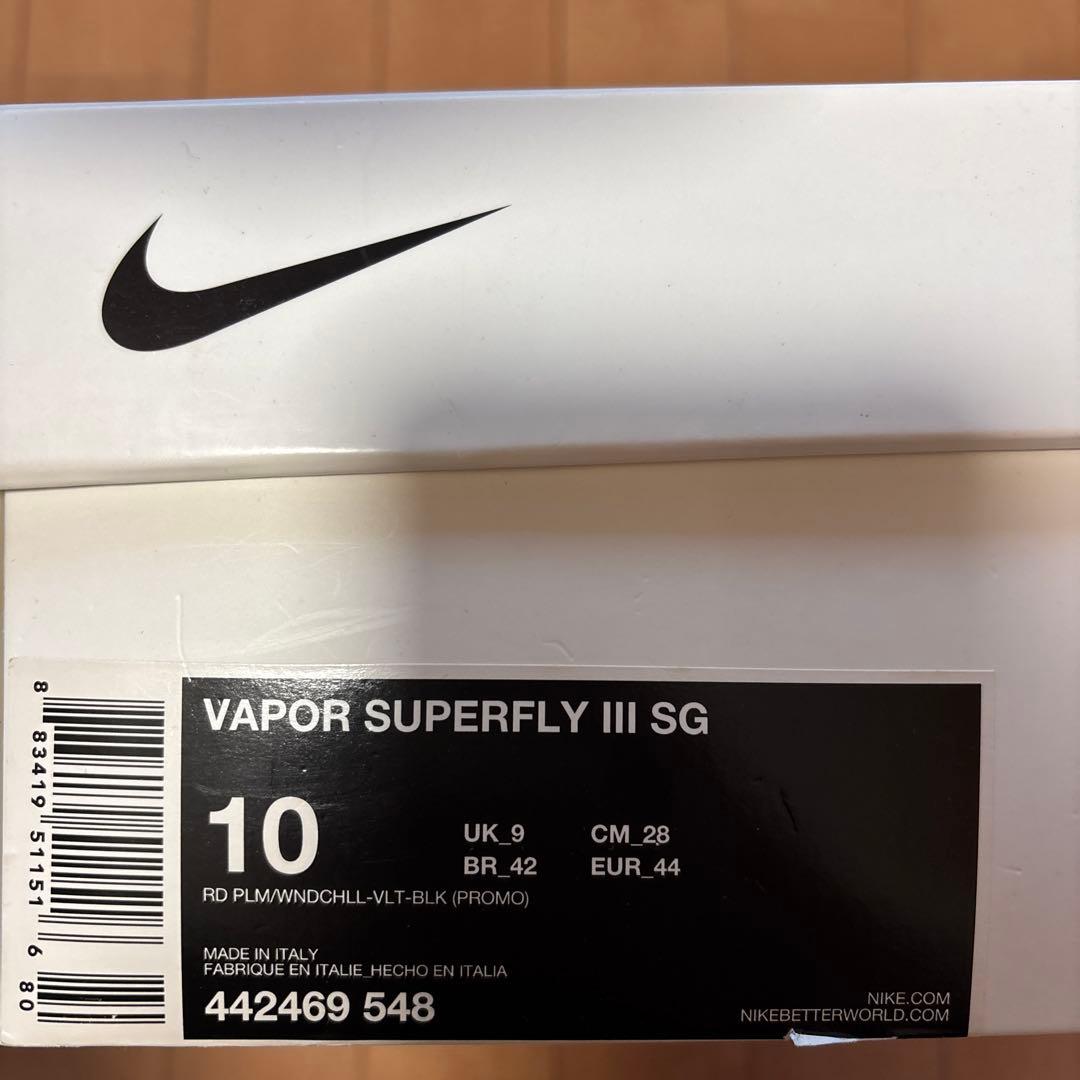 VAPOR SUPERFLY III SG
10
UK_9 CM_28
BR_42 EUR_44
RD PLM/WNDCHLL-VLT-BLK (PROMO)
MADE IN ITALY
FABRIQUE EN ITALIE_HECHO EN ITALIA
442469 548
NIKE.COM
NIKEBETTERWORLD.COM
8 83419 51151 6 80